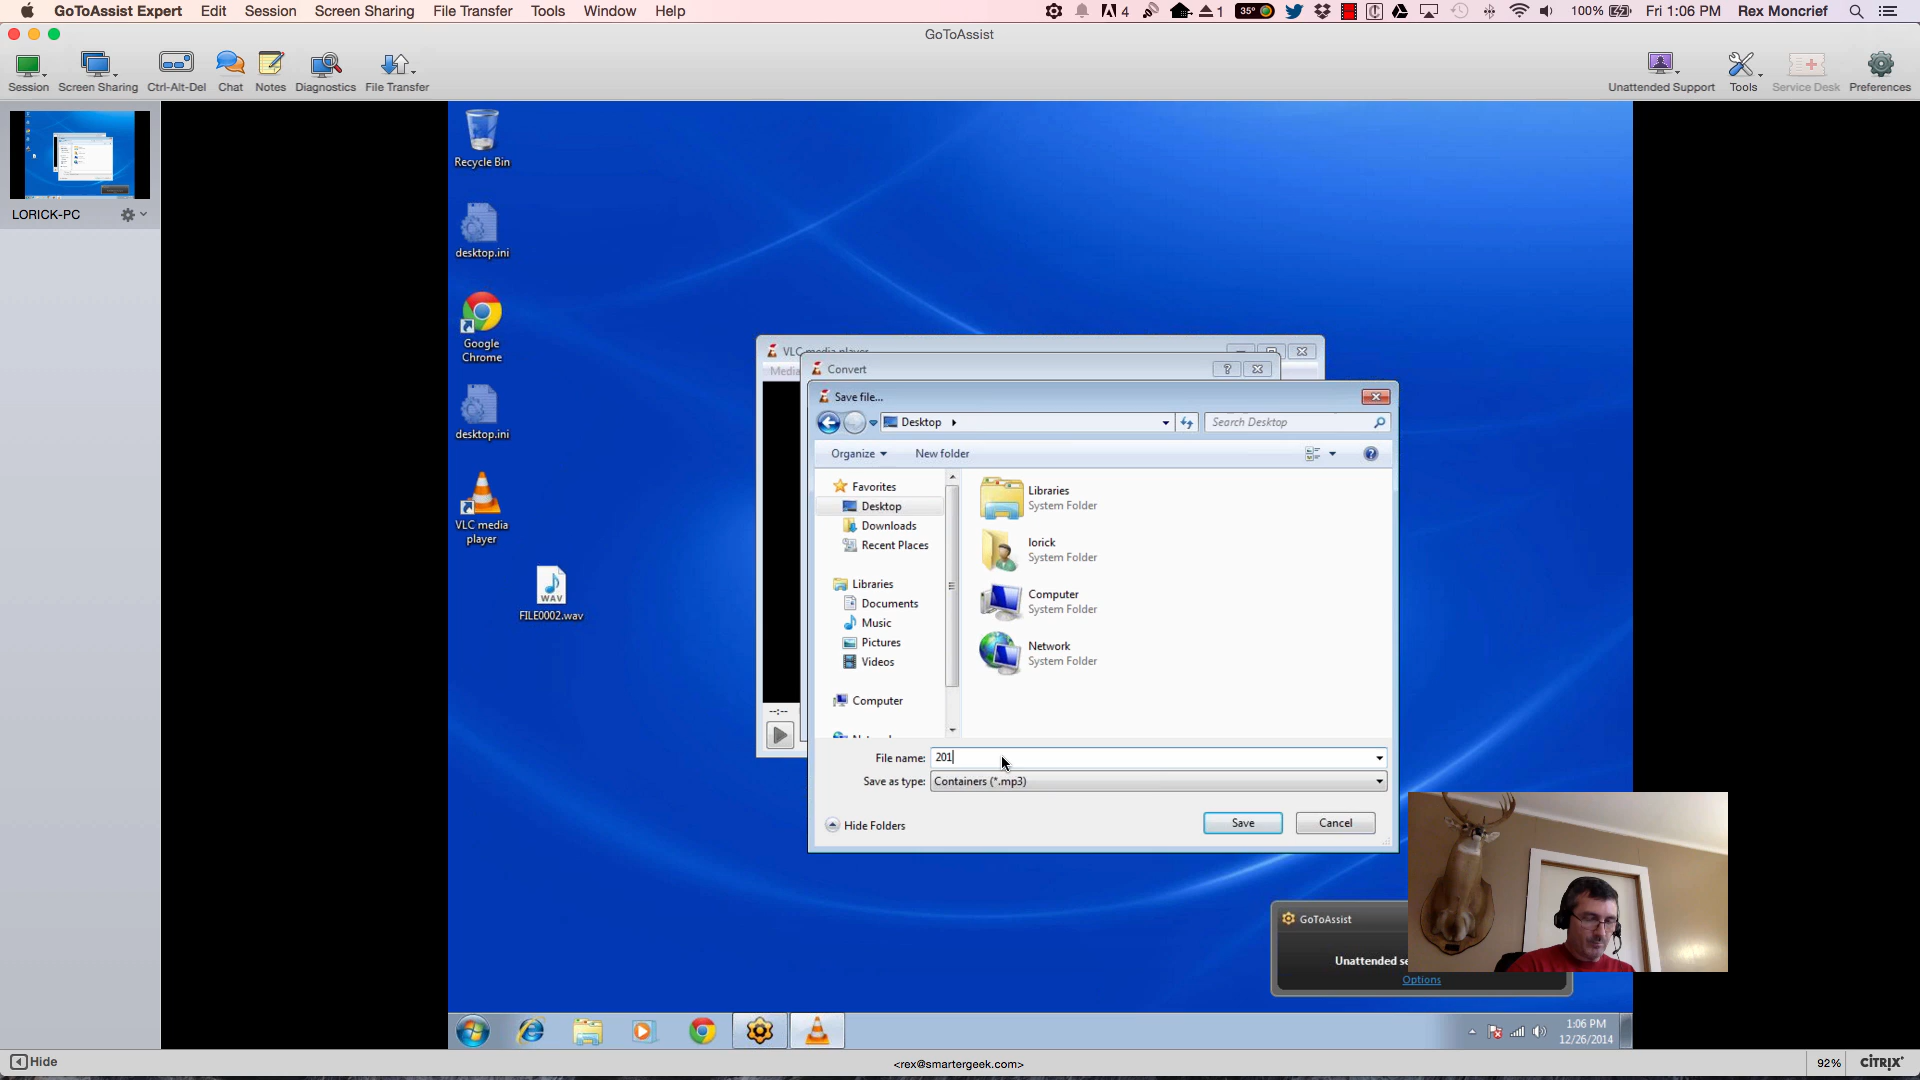 GoToAssist Expert Edit Session Screen Sharing File Transfer Tools Window Help 4 1 35° 100% Fri 1:06 PM Rex Moncrief
GoToAssist
Session Screen Sharing Ctrl-Alt-Del Chat Notes Diagnostics File Transfer Unattended Support Tools Service Desk Preferences
LORICK-PC
Recycle Bin
desktop.ini
Google
Chrome
desktop.ini
VLC media
player
WAV
FILE0002.wav
VLC media player
Media
Convert
Save file...
Desktop
Search Desktop
Organize New folder
Favorites
Desktop
Downloads
Recent Places
Libraries
Documents
Music
Pictures
Videos
Computer
Libraries
System Folder
lorick
System Folder
Computer
System Folder
Network
System Folder
--:--
File name: 201
Save as type: Containers (*.mp3)
Hide Folders
Save Cancel
GoToAssist
Unattended se
Options
1:06 PM
12/26/2014
Hide
<rex@smartergeek.com>
92%
CITRIX